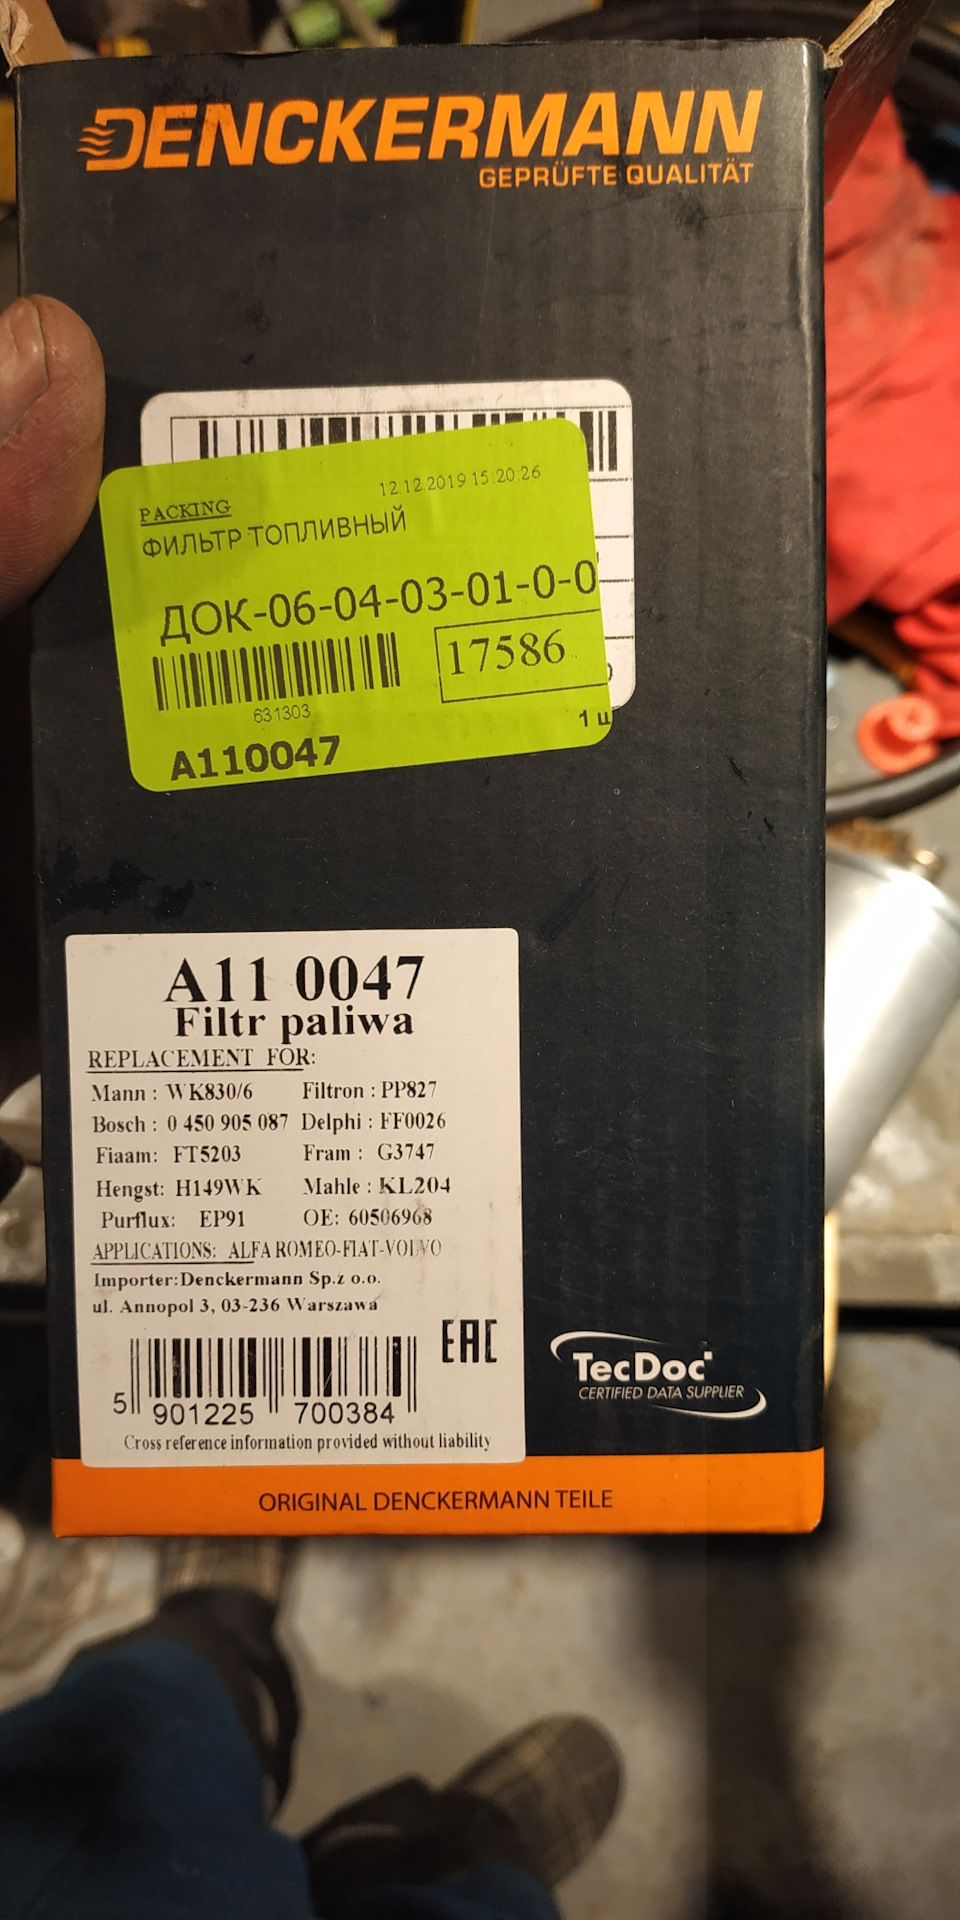 DENCKERMANN
GEPRÜFTE QUALITÄT
12.12.2019 15:20:26
PACKING
ФИЛЬТР ТОПЛИВНЫЙ
ДОК-06-04-03-01-0-0
17586
631303
1 ш
A110047
A11 0047
Filtr paliwa
REPLACEMENT FOR:
Mann : WK830/6 Filtron : PP827
Bosch : 0 450 905 087 Delphi : FF0026
Fiaam: FT5203 Fram : G3747
Hengst: H149WK Mahle : KL204
Purflux: EP91 OE: 60506968
APPLICATIONS: ALFA ROMEO-FIAT-VOLVO
Importer:Denckermann Sp.z o.o.
ul. Annopol 3, 03-236 Warszawa
EAC
5 901225 700384
Cross reference information provided without liability
TecDoc
CERTIFIED DATA SUPPLIER
ORIGINAL DENCKERMANN TEILE